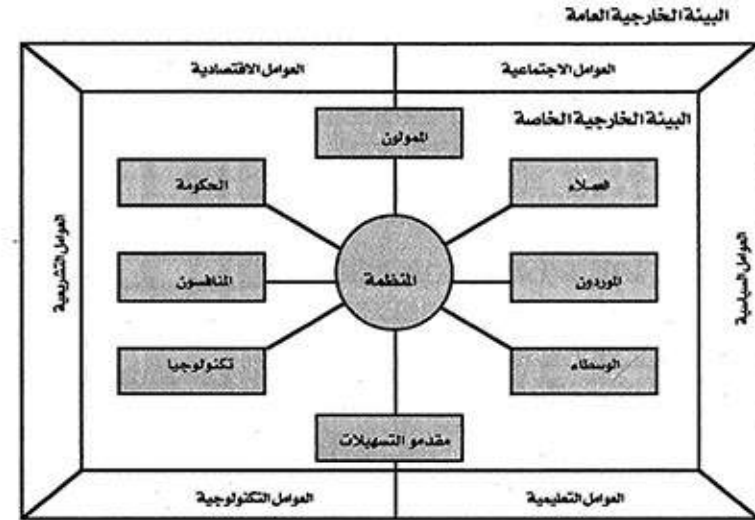 البيئة الخارجية العامة
العوامل الاجتماعية
العوامل الاقتصادية
البيئة الخارجية الخاصة
الممولون
العملاء
الحكومة
العوامل السياسية
الموردون
المنظمة
المنافسون
العوامل التشريعية
الوسطاء
تكنولوجيا
مقدمو التسهيلات
العوامل التعليمية
العوامل التكنولوجية